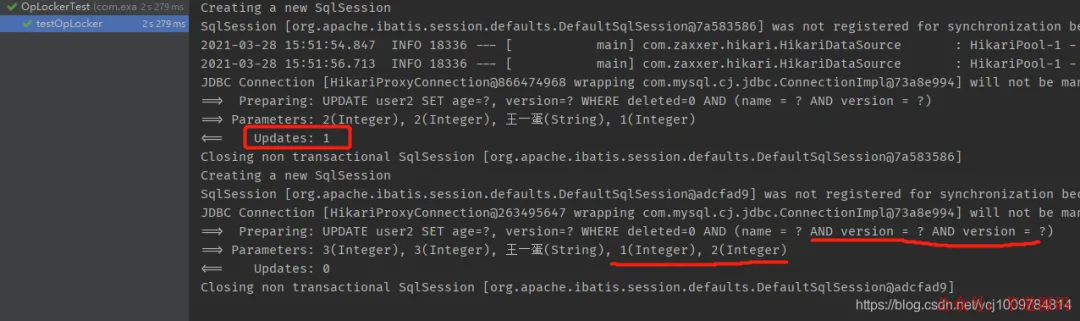 OpLockerTest (com.exa 2 s 279 ms
testOpLocker 2 s 279 ms
Creating a new SqlSession
SqlSession [org.apache.ibatis.session.defaults.DefaultSqlSession@7a583586] was not registered for synchronization bec
2021-03-28 15:51:54.847  INFO 18336 --- [           main] com.zaxxer.hikari.HikariDataSource       : HikariPool-1 -
2021-03-28 15:51:56.713  INFO 18336 --- [           main] com.zaxxer.hikari.HikariDataSource       : HikariPool-1 -
JDBC Connection [HikariProxyConnection@866474968 wrapping com.mysql.cj.jdbc.ConnectionImpl@73a8e994] will not be man
==>  Preparing: UPDATE user2 SET age=?, version=? WHERE deleted=0 AND (name = ? AND version = ?)
==> Parameters: 2(Integer), 2(Integer), 王一蛋(String), 1(Integer)
<==    Updates: 1
Closing non transactional SqlSession [org.apache.ibatis.session.defaults.DefaultSqlSession@7a583586]
Creating a new SqlSession
SqlSession [org.apache.ibatis.session.defaults.DefaultSqlSession@adcfad9] was not registered for synchronization beca
JDBC Connection [HikariProxyConnection@263495647 wrapping com.mysql.cj.jdbc.ConnectionImpl@73a8e994] will not be man
==>  Preparing: UPDATE user2 SET age=?, version=? WHERE deleted=0 AND (name = ? AND version = ? AND version = ?)
==> Parameters: 3(Integer), 3(Integer), 王一蛋(String), 1(Integer), 2(Integer)
<==    Updates: 0
Closing non transactional SqlSession [org.apache.ibatis.session.defaults.DefaultSqlSession@adcfad9]
https://blog.csdn.net/cj1009784314